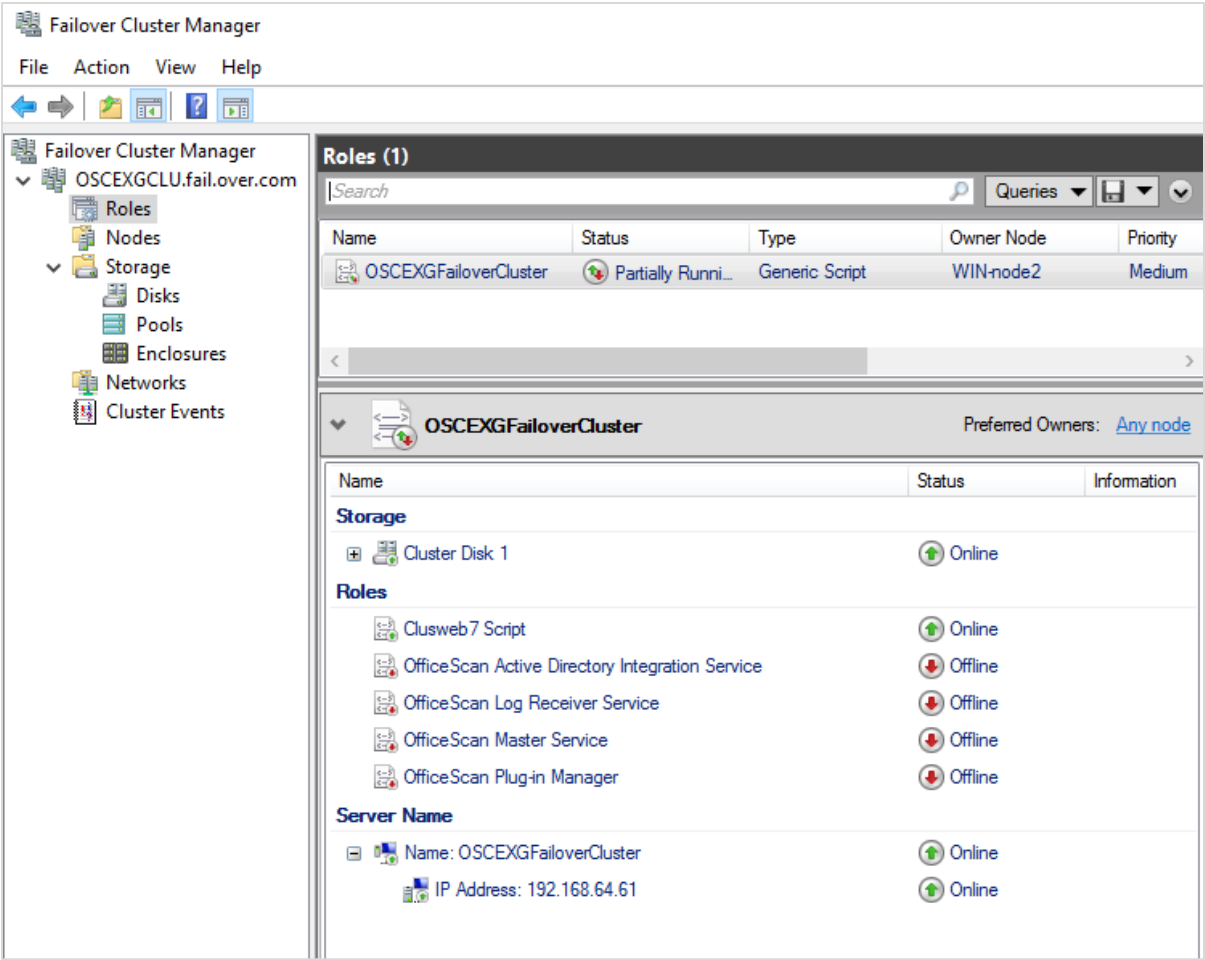 Failover Cluster Manager
File Action View Help
Failover Cluster Manager
OSCEXGCLU.fail.over.com
Roles
Nodes
Storage
Disks
Pools
Enclosures
Networks
Cluster Events
Roles (1)
Search Queries
Name Status Type Owner Node Priority
OSCEXGFailoverCluster Partially Runni... Generic Script WIN-node2 Medium
OSCEXGFailoverCluster Preferred Owners: Any node
Name Status Information
Storage
Cluster Disk 1 Online
Roles
Clusweb7 Script Online
OfficeScan Active Directory Integration Service Offline
OfficeScan Log Receiver Service Offline
OfficeScan Master Service Offline
OfficeScan Plug-in Manager Offline
Server Name
Name: OSCEXGFailoverCluster Online
IP Address: 192.168.64.61 Online